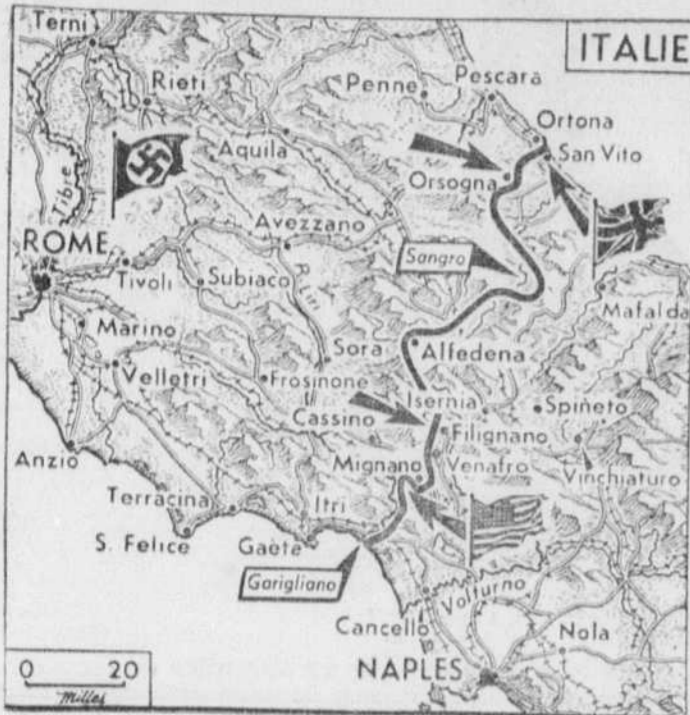 ITALIE
Terni
Rieti
Penne
Pescara
Ortona
San Vito
Aquila
Orsogna
Tibre
Avezzano
Sangro
ROME
Tivoli
Subiaco
Liri
Mafalda
Marino
Sora
Alfedena
Velletri
Frosinone
Isernia
Spineto
Cassino
Filignano
Anzio
Mignano
Venafro
Vinchiaturo
Terracina
Itri
S. Felice
Gaète
Garigliano
Volturno
Cancello
Nola
NAPLES
0 20
Milles